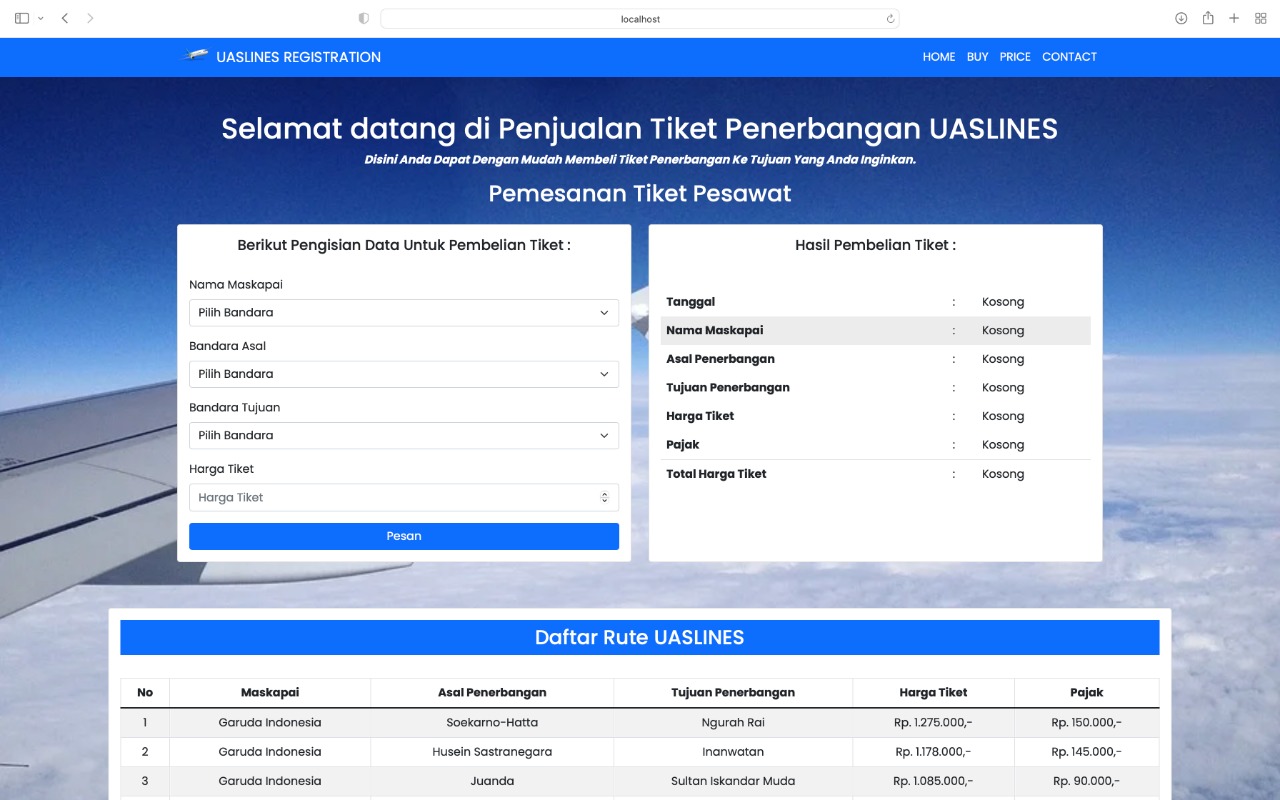 localhost
UASLINES REGISTRATION
HOME BUY PRICE CONTACT
Selamat datang di Penjualan Tiket Penerbangan UASLINES
Disini Anda Dapat Dengan Mudah Membeli Tiket Penerbangan Ke Tujuan Yang Anda Inginkan.
Pemesanan Tiket Pesawat
Berikut Pengisian Data Untuk Pembelian Tiket :
Nama Maskapai
Pilih Bandara
Bandara Asal
Pilih Bandara
Bandara Tujuan
Pilih Bandara
Harga Tiket
Harga Tiket
Pesan
Hasil Pembelian Tiket :
Tanggal : Kosong
Nama Maskapai : Kosong
Asal Penerbangan : Kosong
Tujuan Penerbangan : Kosong
Harga Tiket : Kosong
Pajak : Kosong
Total Harga Tiket : Kosong
Daftar Rute UASLINES
No Maskapai Asal Penerbangan Tujuan Penerbangan Harga Tiket Pajak
1 Garuda Indonesia Soekarno-Hatta Ngurah Rai Rp. 1.275.000,- Rp. 150.000,-
2 Garuda Indonesia Husein Sastranegara Inanwatan Rp. 1.178.000,- Rp. 145.000,-
3 Garuda Indonesia Juanda Sultan Iskandar Muda Rp. 1.085.000,- Rp. 90.000,-